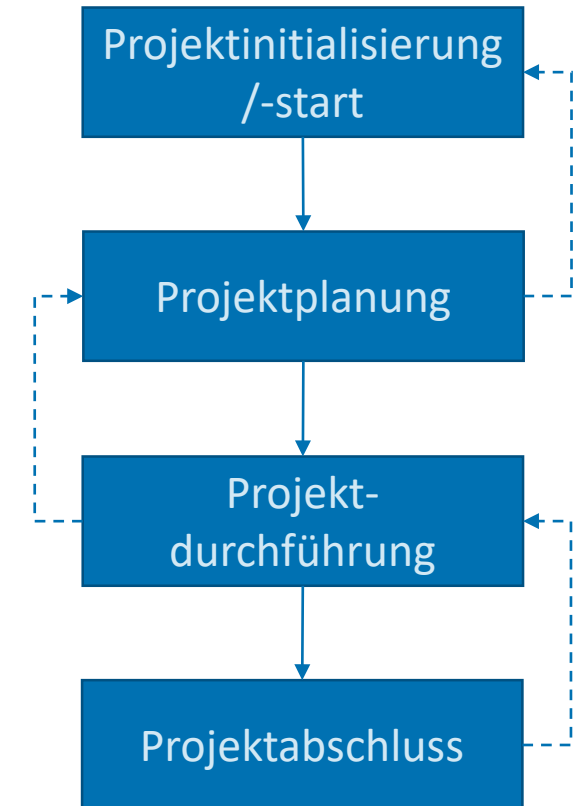 Projektinitialisierung
/-start
Projektplanung
Projekt-
durchführung
Projektabschluss